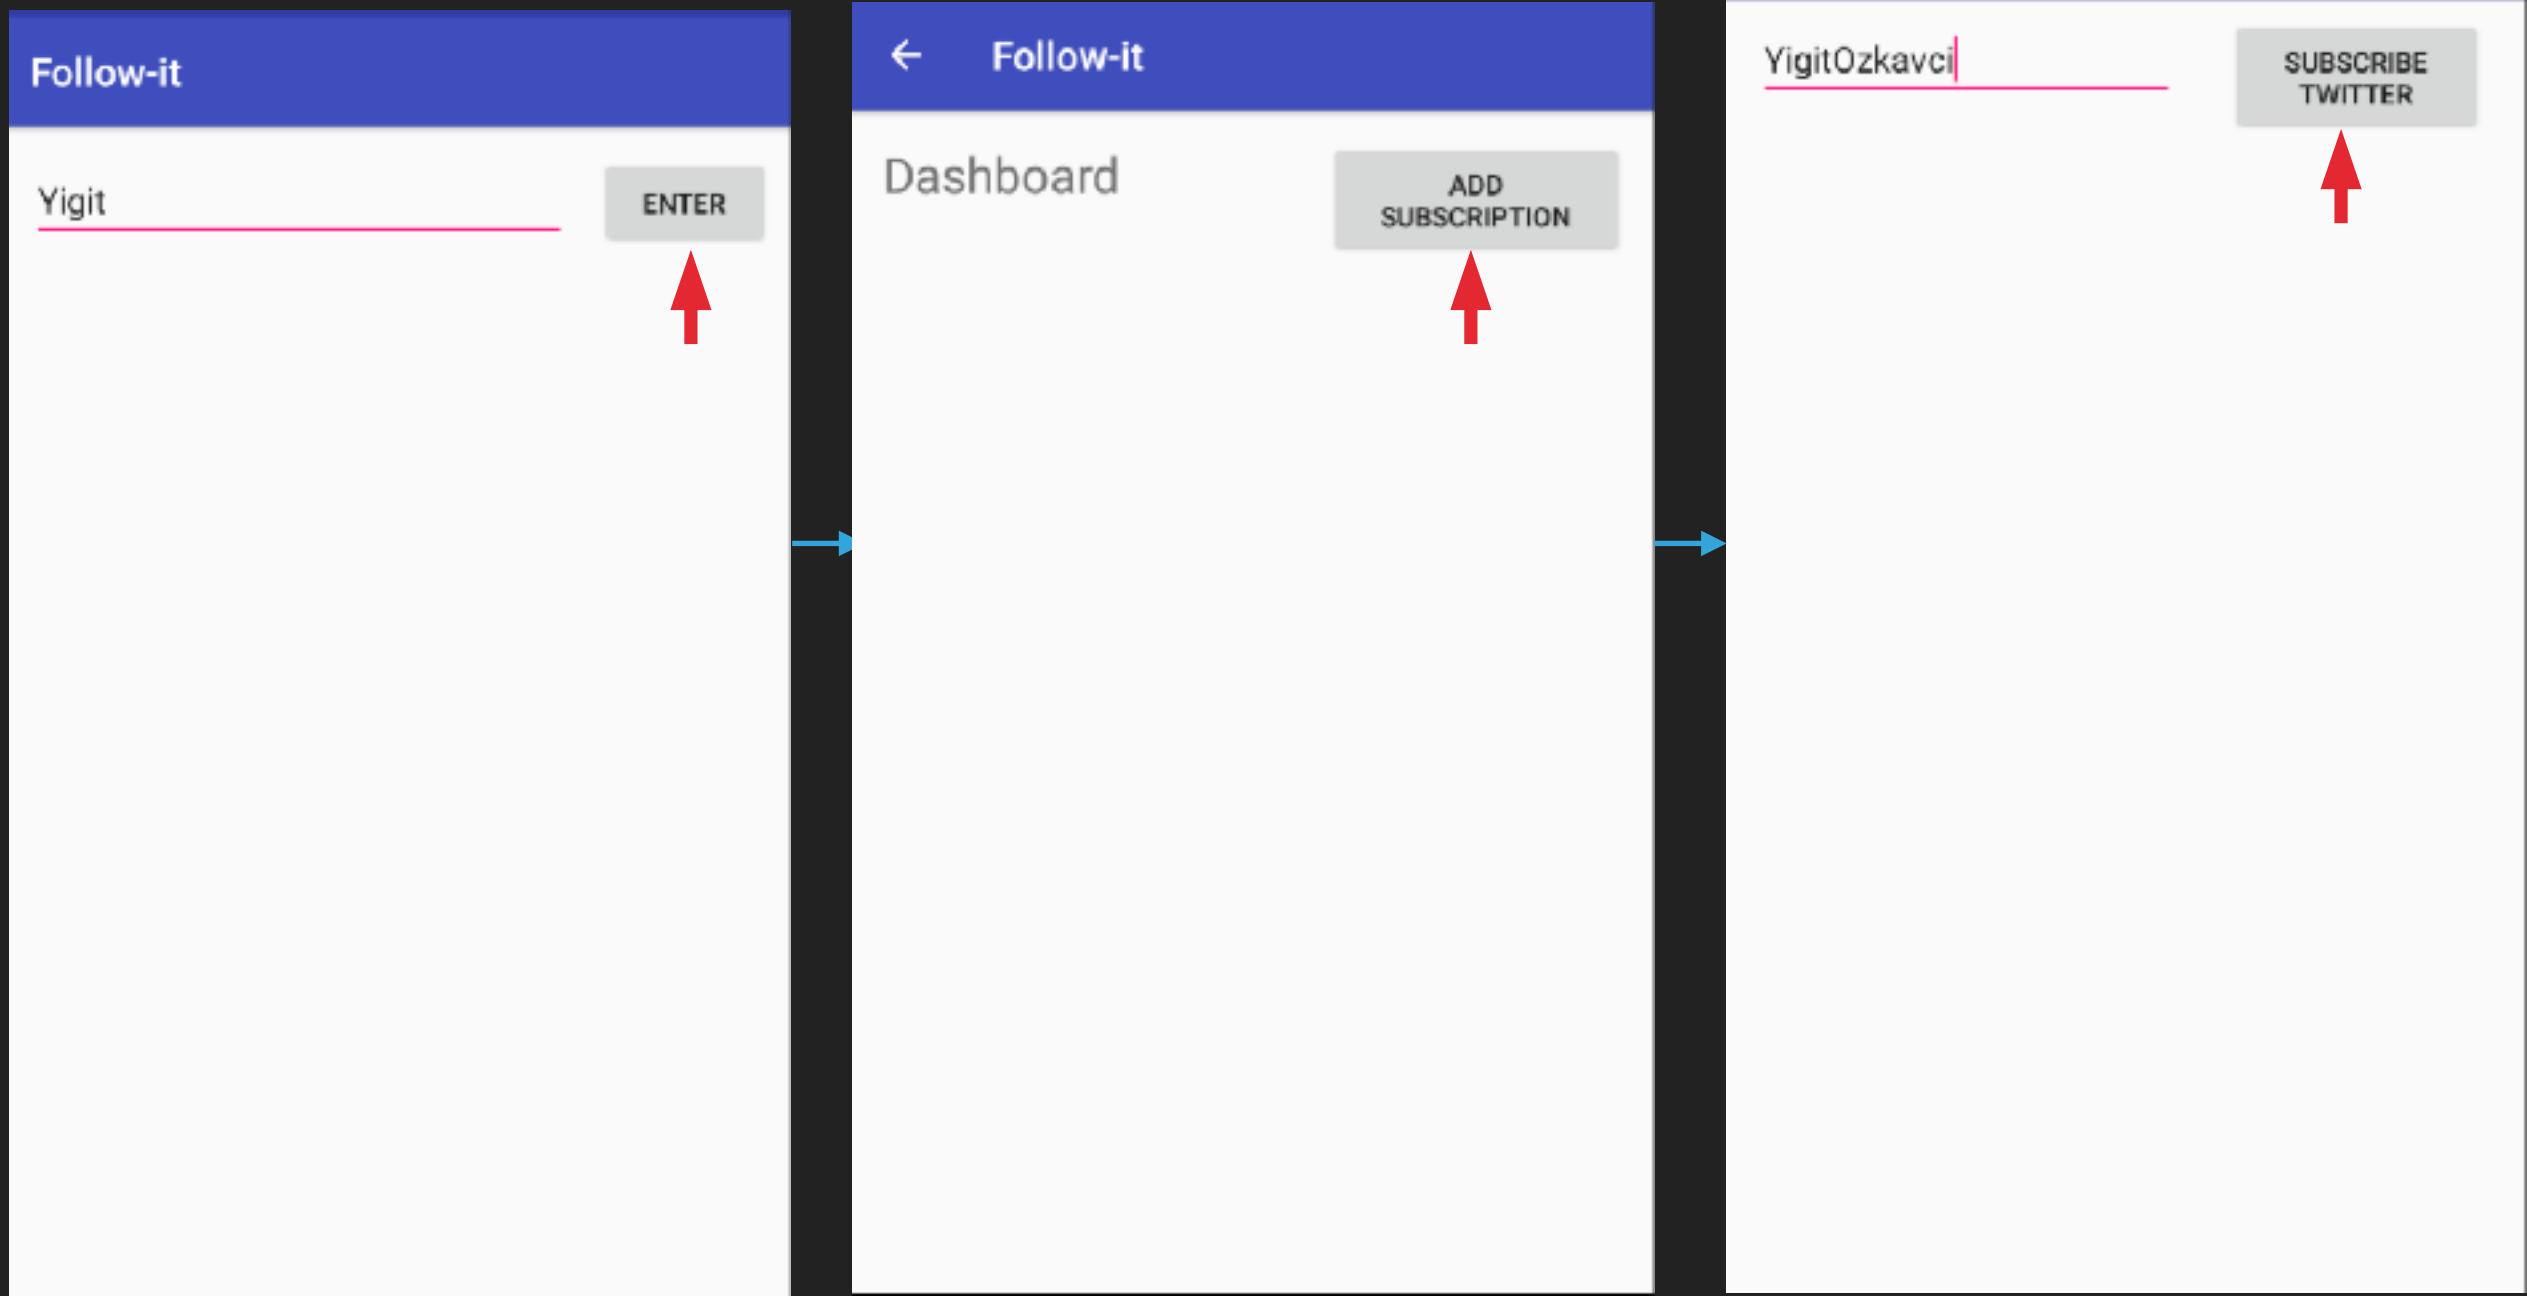 Follow-it
Yigit
ENTER
Follow-it
Dashboard
ADD
SUBSCRIPTION
YigitOzkavci
SUBSCRIBE
TWITTER